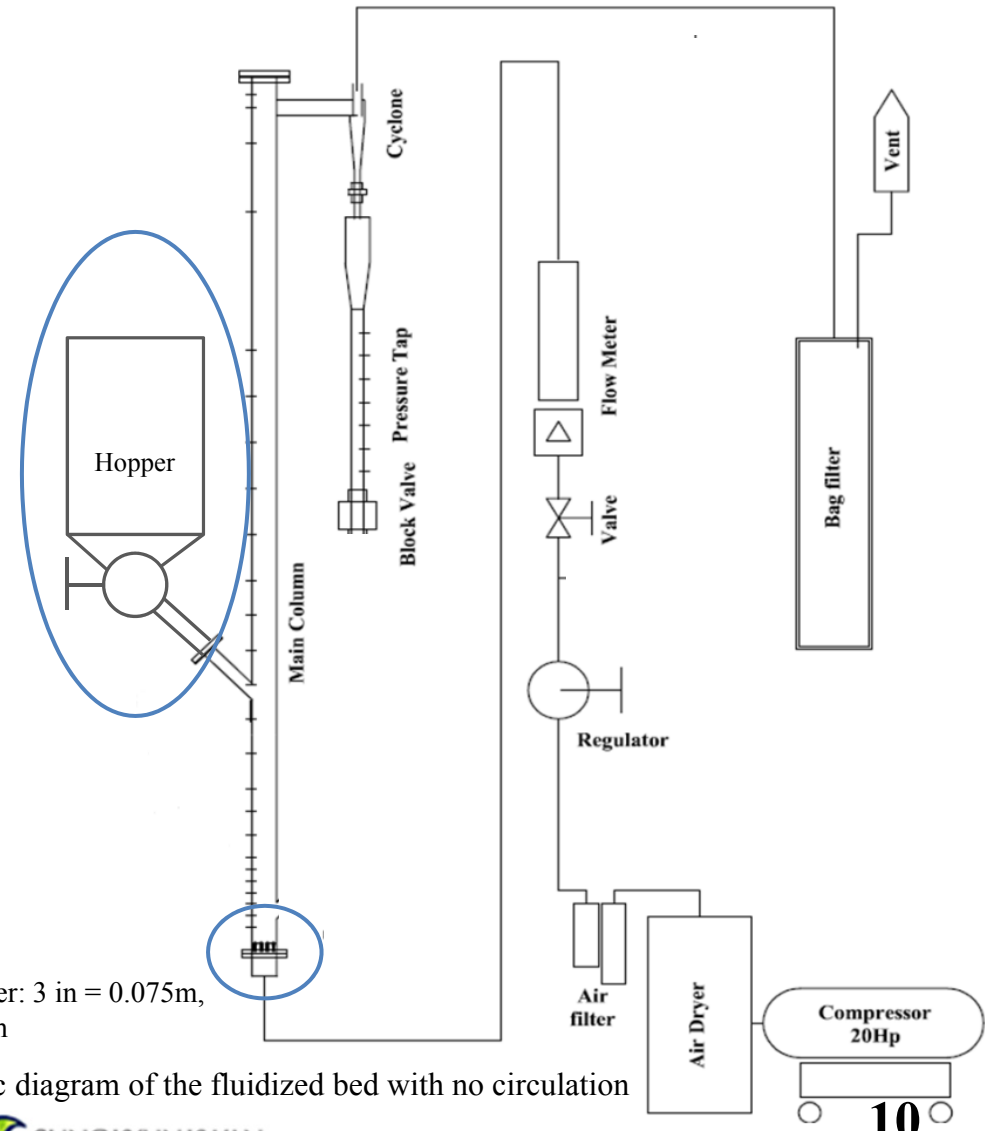 Cyclone
Vent
Pressure Tap
Flow Meter
Hopper
Block Valve
Valve
Bag filter
Main Column
Regulator
er: 3 in = 0.075m,
Air
filter
Air Dryer
Compressor
20Hp
c diagram of the fluidized bed with no circulation
10